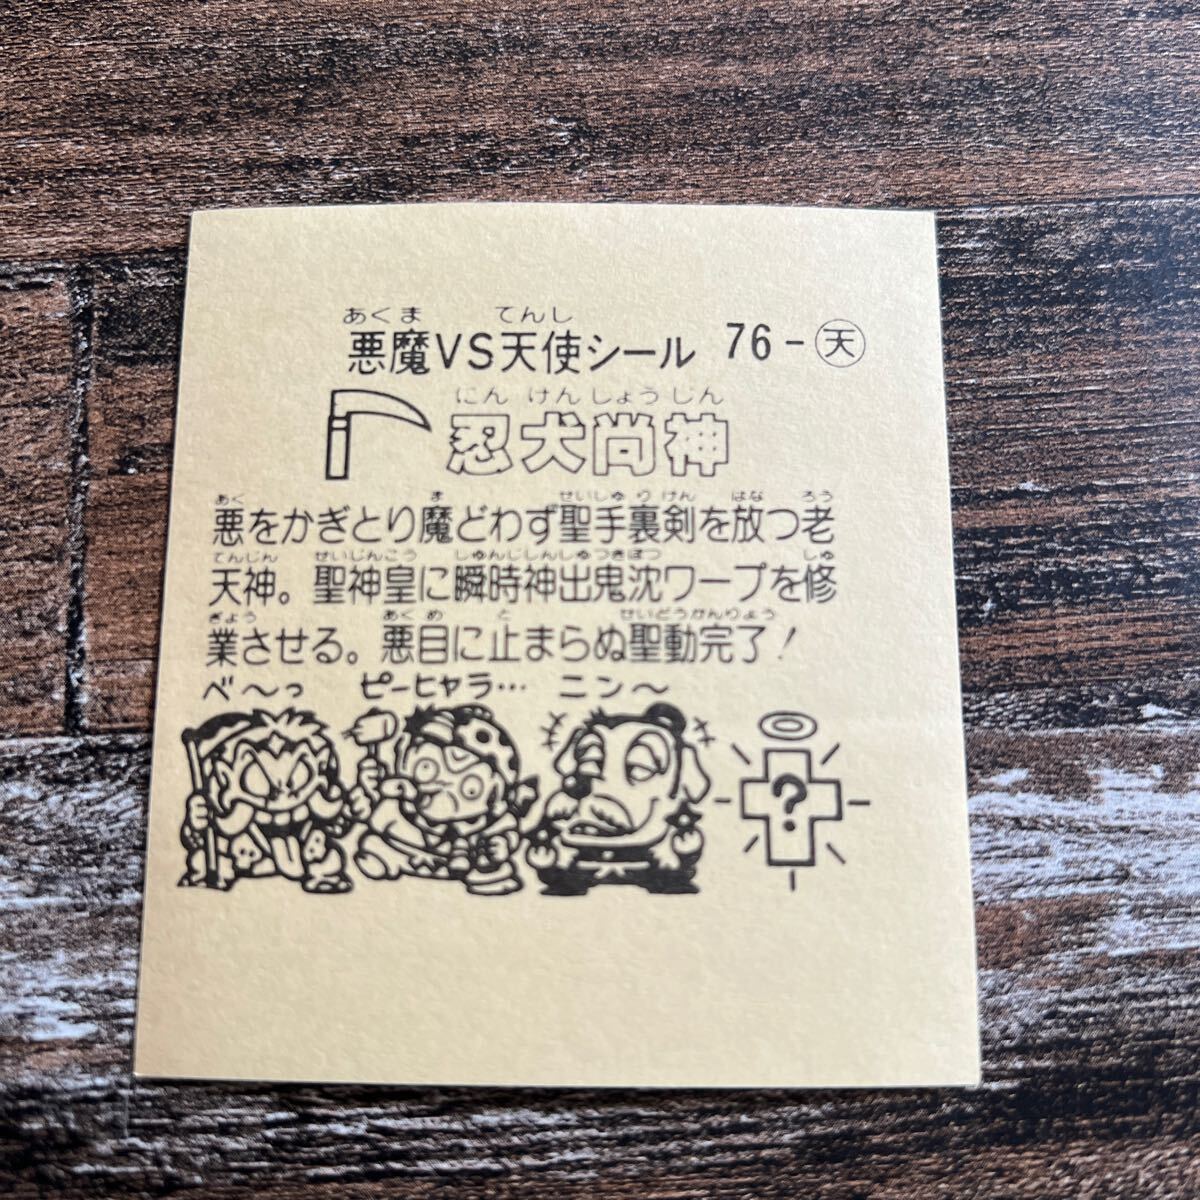 あくま てんし
悪魔VS天使シール 76-㊝
にん けん しょう じん
忍犬尚神
あく ま せいしゅ り けん はな ろう
悪をかぎとり魔どわず聖手裏剣を放つ老
てんじん せいじんこう しゅんじしんしゅつきぼつ しゅ
天神。聖神皇に瞬時神出鬼沈ワープを修
ぎょう あく め と せいどうかんりょう
業させる。悪目に止まらぬ聖動完了!
ベ〜っ ピーヒャラ… ニン〜
?